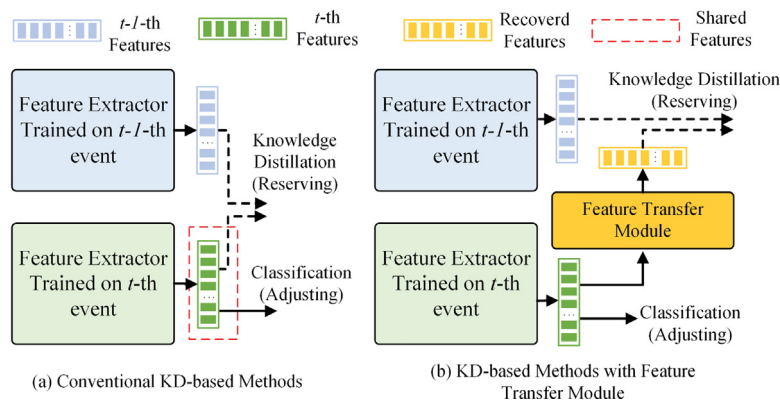 t-1-th
Features
t-th
Features
Recoverd
Features
Shared
Features
Feature Extractor
Trained on t-1-th
event
Knowledge
Distillation
(Reserving)
Feature Extractor
Trained on t-th
event
Classification
(Adjusting)
(a) Conventional KD-based Methods
Feature Extractor
Trained on t-1-th
event
Knowledge Distillation
(Reserving)
Feature Transfer
Module
Feature Extractor
Trained on t-th
event
Classification
(Adjusting)
(b) KD-based Methods with Feature
Transfer Module